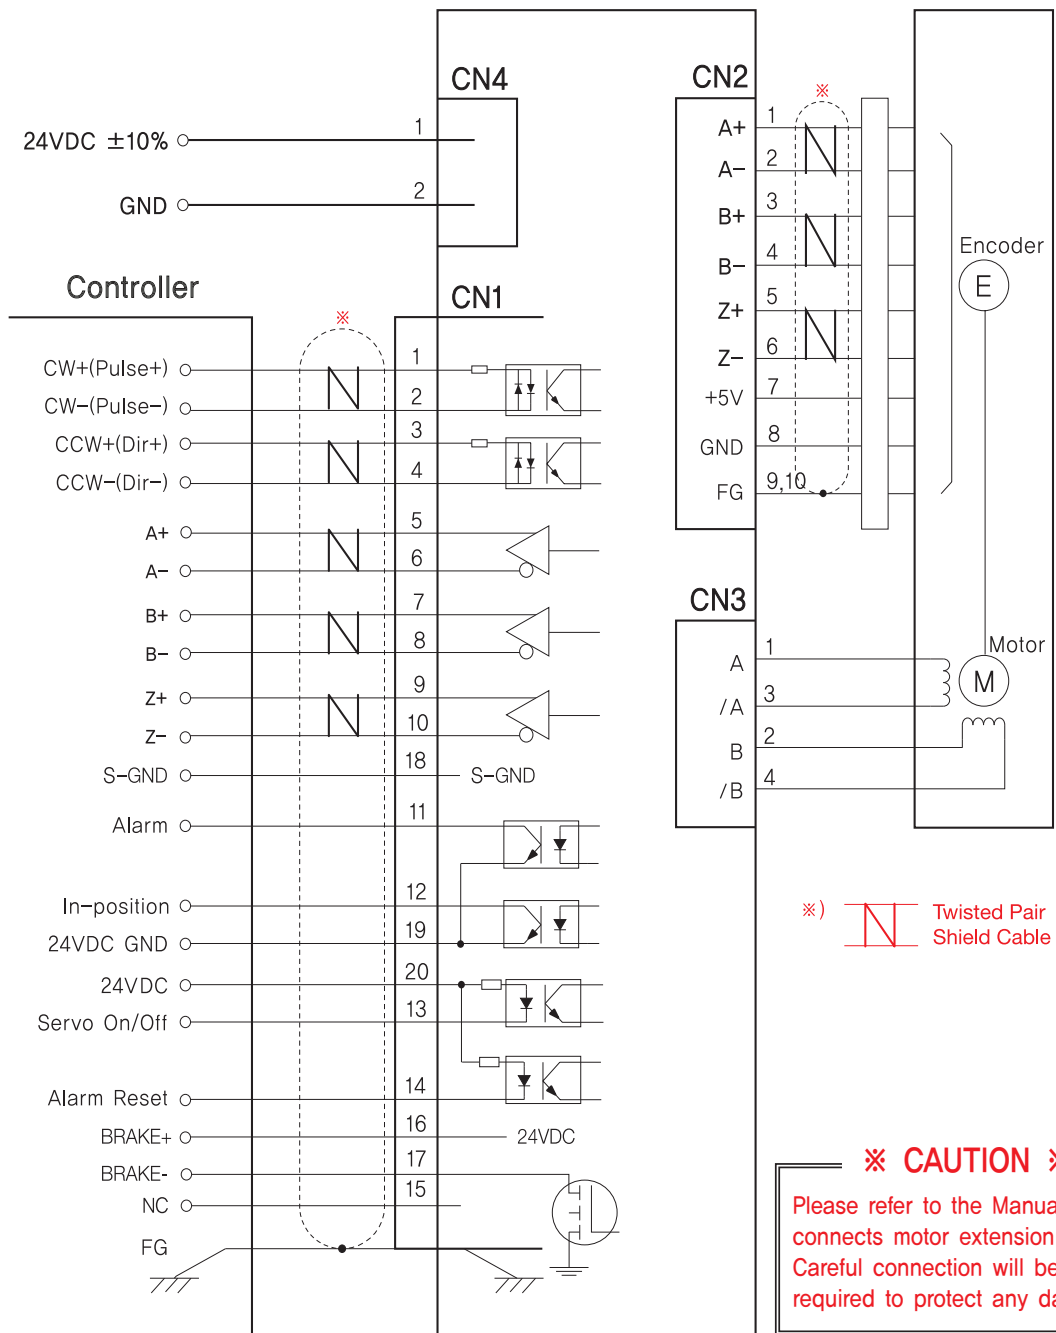 CN4
24VDC ±10% 1
GND 2
Controller
CN1
※
CW+(Pulse+) 1
CW-(Pulse-) 2
CCW+(Dir+) 3
CCW-(Dir-) 4
A+ 5
A- 6
B+ 7
B- 8
Z+ 9
Z- 10
S-GND 18 S-GND
Alarm 11
In-position 12
24VDC GND 19
24VDC 20
Servo On/Off 13
Alarm Reset 14
BRAKE+ 16 24VDC
BRAKE- 17
NC 15
FG
CN2
※
A+ 1
A- 2
B+ 3
B- 4
Z+ 5
Z- 6
+5V 7
GND 8
FG 9,10
Encoder
E
CN3
A 1
/A 3
B 2
/B 4
Motor
M
※) Twisted Pair
Shield Cable
※ CAUTION ※
Please refer to the Manua
connects motor extension
Careful connection will be
required to protect any da